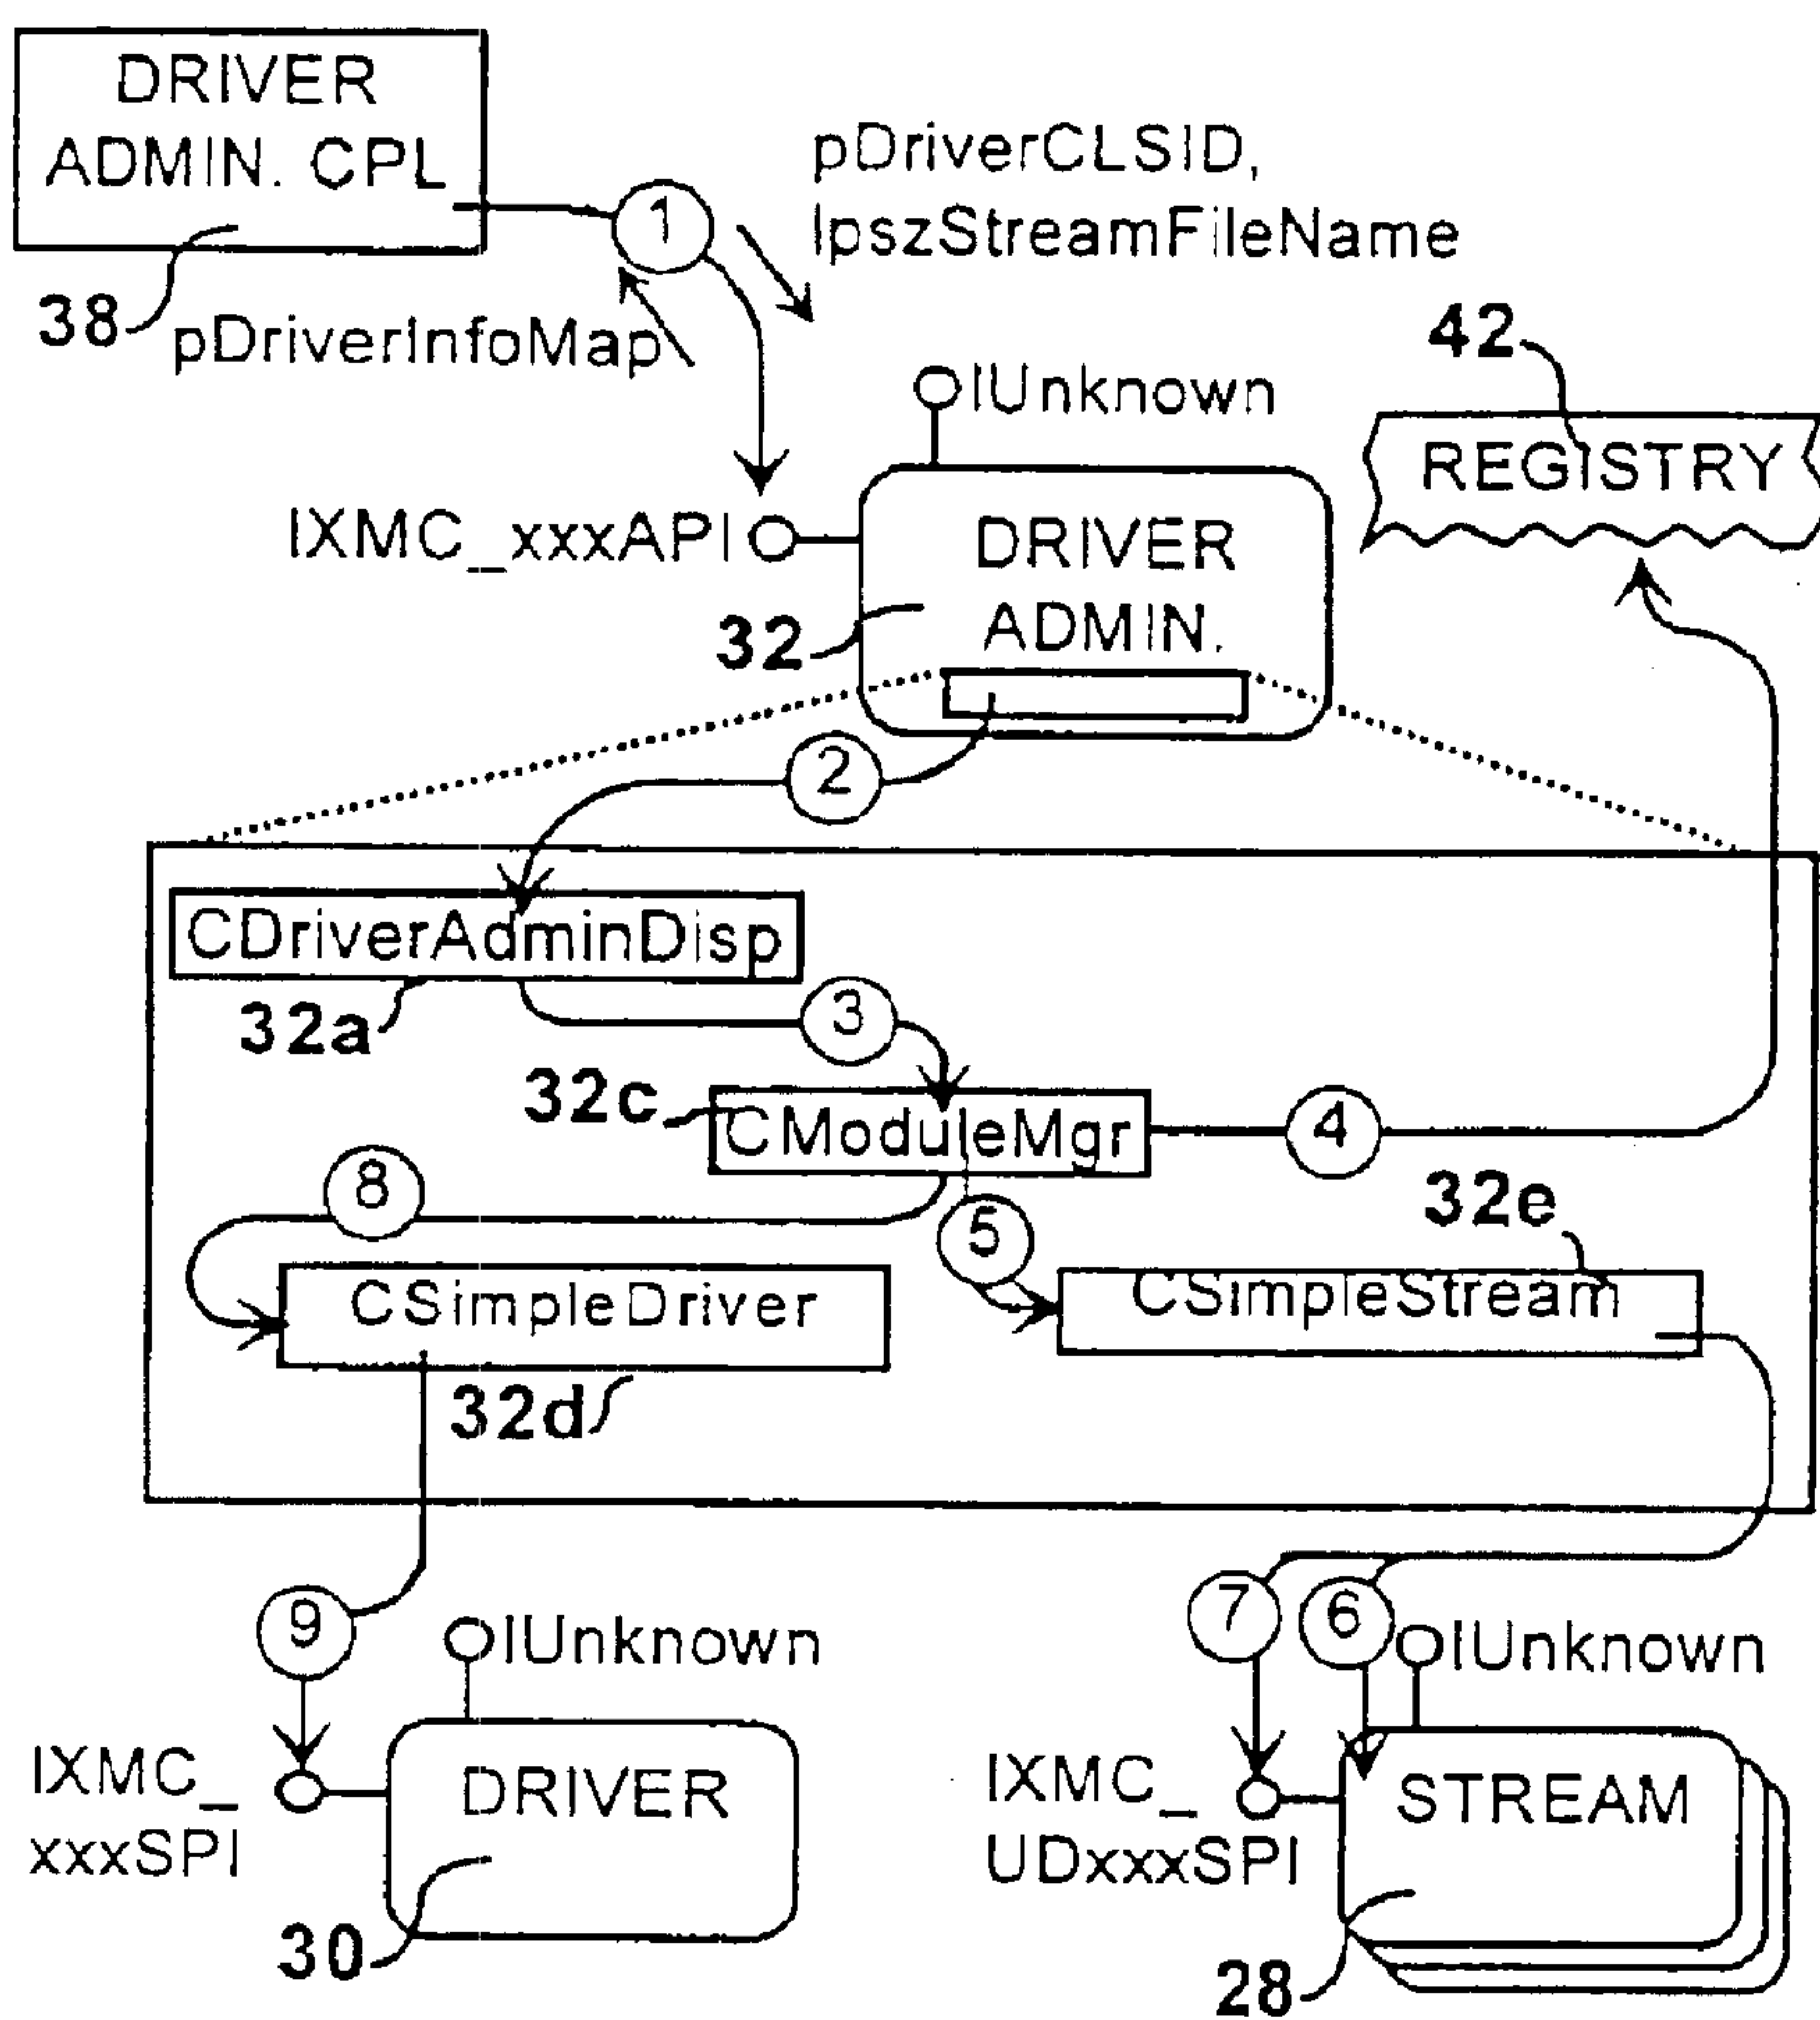 DRIVER
ADMIN. CPL
1
pDriverCLSID,
lpszStreamFileName
38
pDriverInfoMap
42
IUnknown
REGISTRY
IXMC_xxxAPI
DRIVER
ADMIN.
32
2
CDriverAdminDisp
32a
3
32c
CModuleMgr
4
8
32e
5
CSimpleDriver
CSimpleStream
32d
9
7
6
IUnknown
IUnknown
IXMC_
xxxSPI
DRIVER
IXMC_
UDxxxSPI
STREAM
30
28